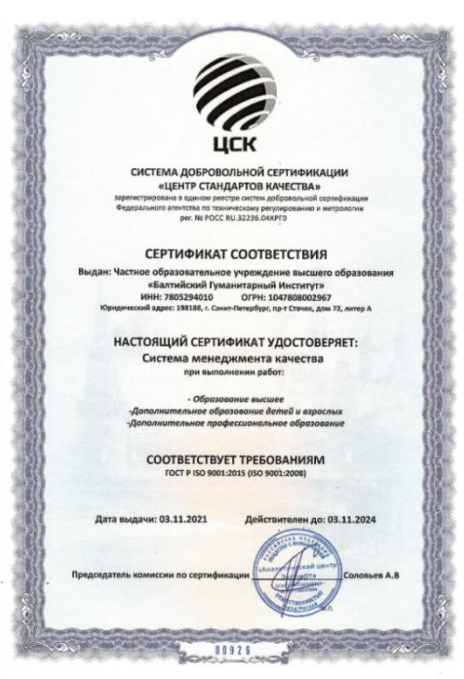 ЦСК
СИСТЕМА ДОБРОВОЛЬНОЙ СЕРТИФИКАЦИИ
«ЦЕНТР СТАНДАРТОВ КАЧЕСТВА»
зарегистрирована в едином реестре систем добровольной сертификации
Федерального агентства по техническому регулированию и метрологии
рег. № РОСС RU.32236.04ЖРГ0
СЕРТИФИКАТ СООТВЕТСТВИЯ
Выдан: Частное образовательное учреждение высшего образования
«Балтийский Гуманитарный Институт»
ИНН: 7805294010 ОГРН: 1047808002967
Юридический адрес: 198188, г. Санкт-Петербург, пр-т Стачек, дом 72, литер А
НАСТОЯЩИЙ СЕРТИФИКАТ УДОСТОВЕРЯЕТ:
Система менеджмента качества
при выполнении работ:
- Образование высшее
-Дополнительное образование детей и взрослых
-Дополнительное профессиональное образование
СООТВЕТСТВУЕТ ТРЕБОВАНИЯМ
ГОСТ Р ISO 9001:2015 (ISO 9001:2008)
Дата выдачи: 03.11.2021 Действителен до: 03.11.2024
«Аналитический центр
Эксперт»
Председатель комиссии по сертификации Соловьев А.В
М.П.
00926